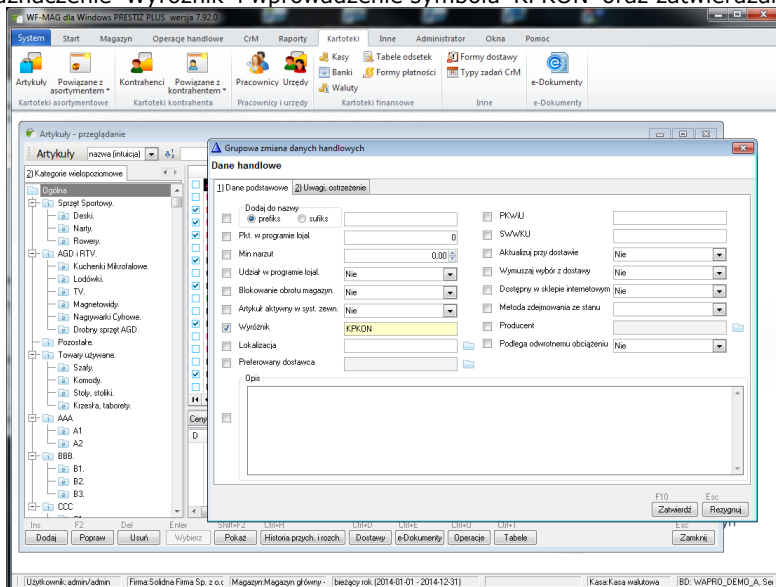 znaczenie "Wyróżnik" i wprowadzenie symbolu "KPKON" oraz zatwierdza
WF-MAG dla Windows PRESTIŻ PLUS wersja 7.92.0
System Start Magazyn Operacje handlowe CrM Raporty Kartoteki Inne Administrator Okna Pomoc
Artykuły
Powiązane z asortymentem
Kontrahenci
Powiązane z kontrahentem
Pracownicy
Urzędy
Kasy
Banki
Waluty
Tabele odsetek
Formy płatności
Formy dostawy
Typy zadań CrM
e-Dokumenty
Kartoteki asortymentowe Kartoteki kontrahenta Pracownicy i urzędy Kartoteki finansowe Inne e-Dokumenty
Artykuły - przeglądanie
Artykuły nazwa (intuicja)
2) Kategorie wielopoziomowe
Ogólna
Sprzęt Sportowy.
Deski.
Narty.
Rowery.
AGD i RTV.
Kuchenki Mikrofalowe.
Lodówki.
TV.
Magnetowidy.
Nagrywarki Cyfrowe.
Drobny sprzęt AGD.
Pozostałe.
Towary używane.
Szafy.
Komody.
Stoły, stoliki.
Krzesła, taborety.
AAA
A1
A2
BBB.
B1.
B2.
B3.
CCC
Ceny
D
Grupowa zmiana danych handlowych
Dane handlowe
1) Dane podstawowe 2) Uwagi, ostrzeżenie
Dodaj do nazwy
prefiks sufiks
Pkt. w programie lojal. 0
Min narzut 0,00
Udział w programie lojal. Nie
Blokowanie obrotu magazyn. Nie
Artykuł aktywny w syst. zewn. Nie
Wyróżnik KPKON
Lokalizacja
Preferowany dostawca
PKWiU
SWWKU
Aktualizuj przy dostawie Nie
Wymuszaj wybór z dostawy Nie
Dostępny w sklepie internetowym Nie
Metoda zdejmowania ze stanu
Producent
Podlega odwrotnemu obciążeniu Nie
Opis
F10 Esc
Zatwierdź Rezygnuj
Ins F2 Del Enter Shift+F2 Ctrl+H Ctrl+D Ctrl+E Ctrl+O Ctrl+T Esc
Dodaj Popraw Usuń Wybierz Pokaż Historia przych. i rozch. Dostawy e-Dokumenty Operacje Tabele Zamknij
Użytkownik:admin/admin Firma:Solidna Firma Sp. z o.o Magazyn:Magazyn główny - bieżący rok (2014-01-01 - 2014-12-31) Kasa:Kasa walutowa BD: WAPRO_DEMO_A, Se